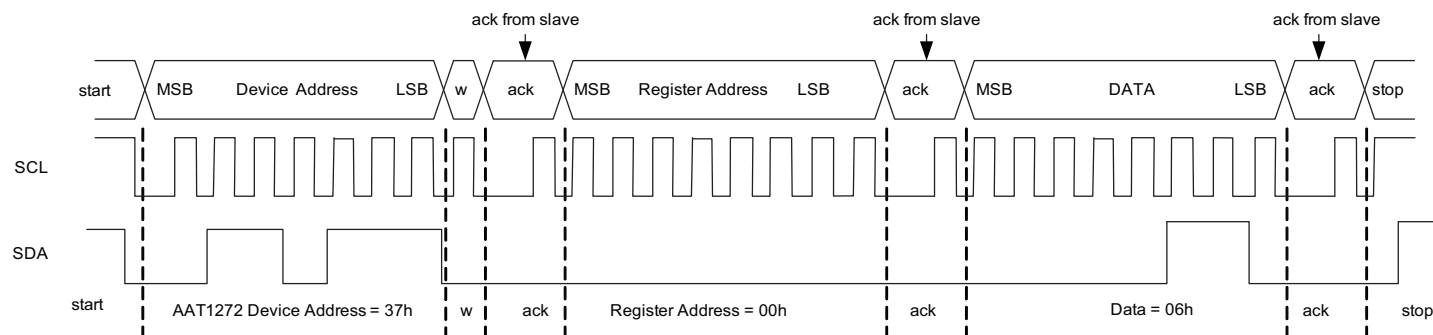 ack from slave ack from slave ack from slave
start MSB Device Address LSB w ack MSB Register Address LSB ack MSB DATA LSB ack stop
SCL
SDA
start AAT1272 Device Address = 37h w ack Register Address = 00h ack Data = 06h ack stop